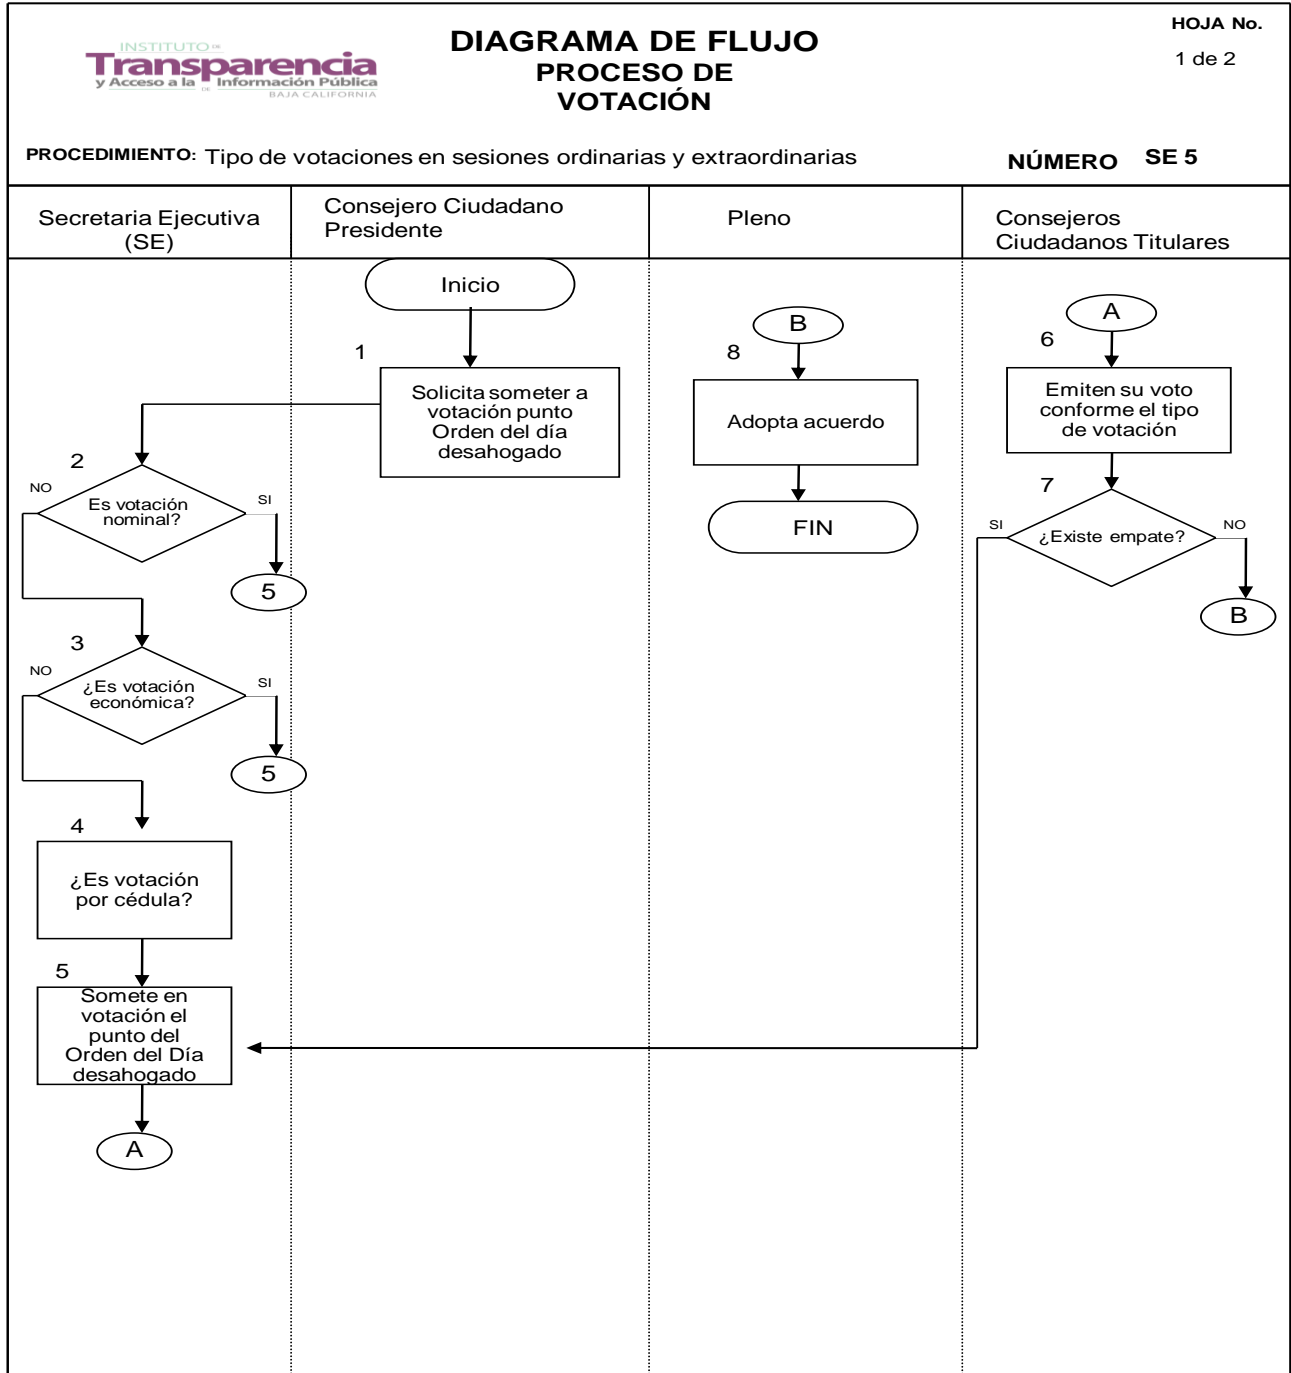 INSTITUTO DE
Transparencia
y Acceso a la Información Pública
DE
BAJA CALIFORNIA
DIAGRAMA DE FLUJO
PROCESO DE
VOTACIÓN
HOJA No.
1 de 2
PROCEDIMIENTO: Tipo de votaciones en sesiones ordinarias y extraordinarias
NÚMERO SE 5
Secretaria Ejecutiva
(SE)
Consejero Ciudadano
Presidente
Pleno
Consejeros
Ciudadanos Titulares
Inicio
1
Solicita someter a
votación punto
Orden del día
desahogado
2
NO
Es votación
nominal?
SI
5
3
NO
¿Es votación
económica?
SI
5
4
¿Es votación
por cédula?
5
Somete en
votación el
punto del
Orden del Día
desahogado
A
B
8
Adopta acuerdo
FIN
A
6
Emiten su voto
conforme el tipo
de votación
7
SI
¿Existe empate?
NO
B